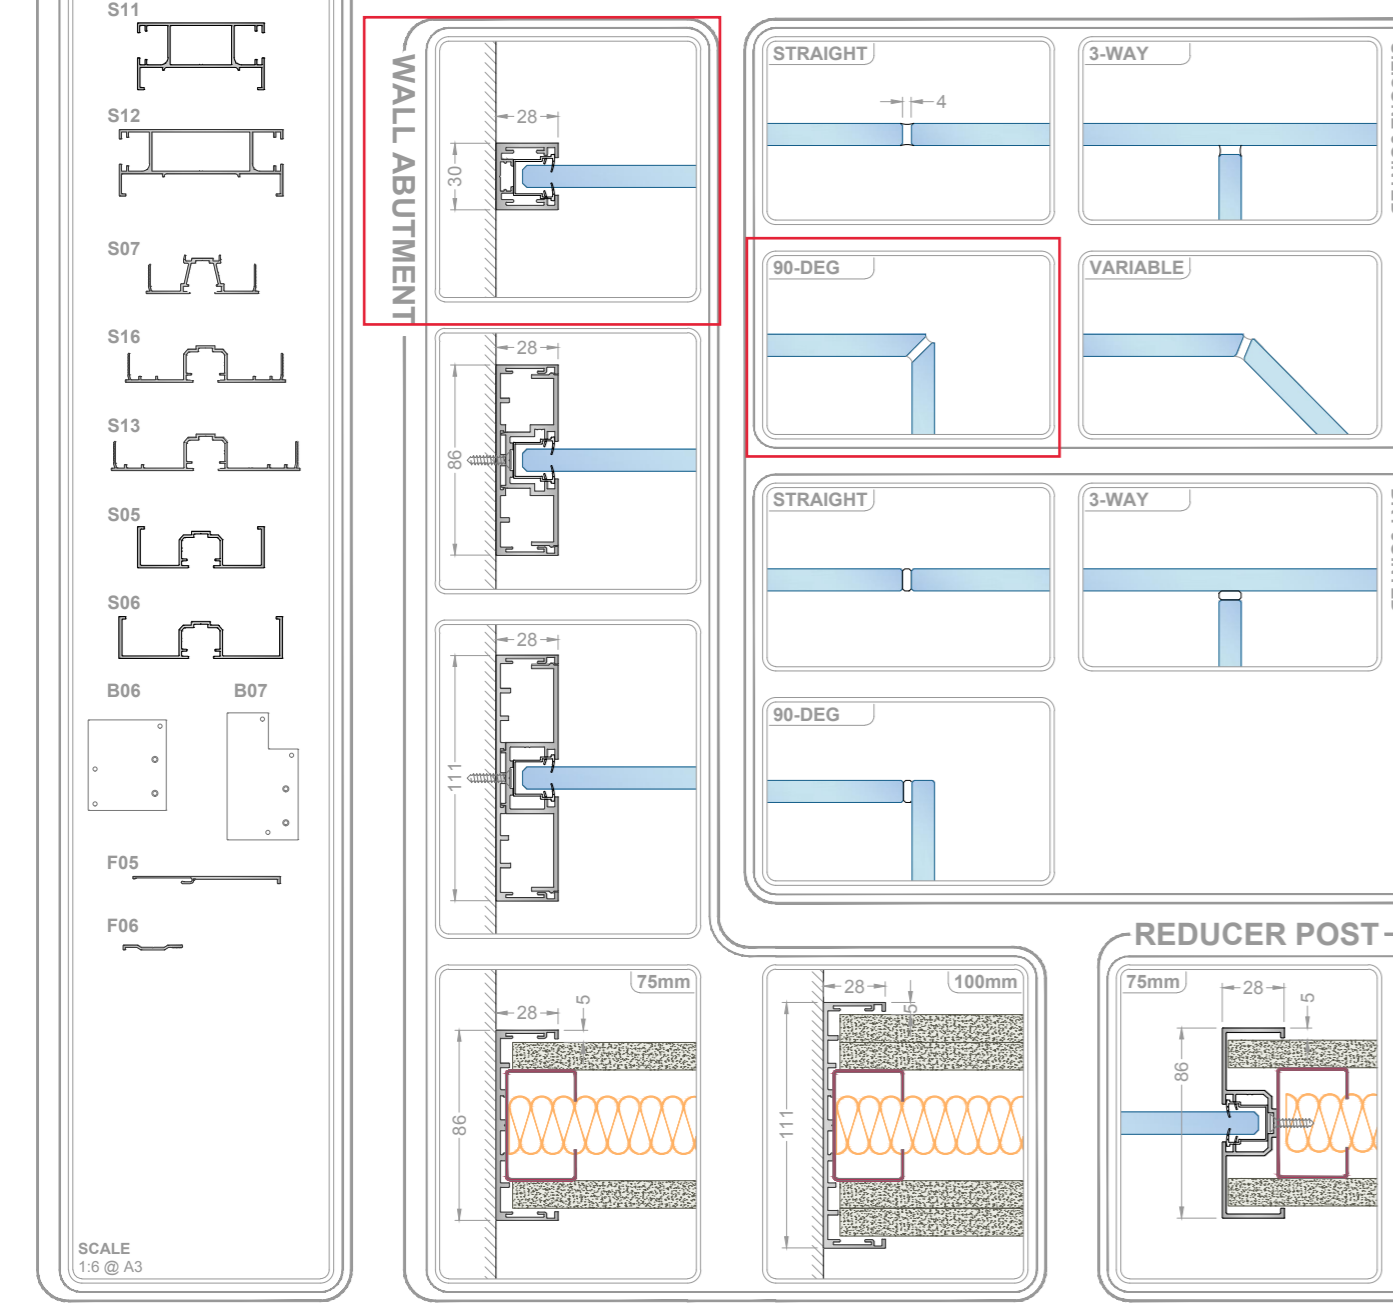 S11
S12
S07
S16
S13
S05
S06
B06
B07
F05
F06
SCALE
1:6 @ A3
WALL ABUTMENT
28
30
28
86
28
111
75mm
28
5
86
100mm
28
5
111
STRAIGHT
4
3-WAY
90-DEG
VARIABLE
STRAIGHT
3-WAY
90-DEG
REDUCER POST
75mm
28
5
86